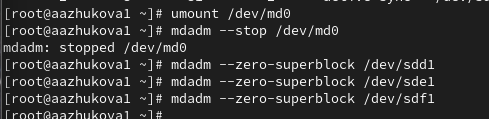 [root@aazhukova1 ~]# umount /dev/md0
[root@aazhukova1 ~]# mdadm --stop /dev/md0
mdadm: stopped /dev/md0
[root@aazhukova1 ~]# mdadm --zero-superblock /dev/sdd1
[root@aazhukova1 ~]# mdadm --zero-superblock /dev/sde1
[root@aazhukova1 ~]# mdadm --zero-superblock /dev/sdf1
[root@aazhukova1 ~]#